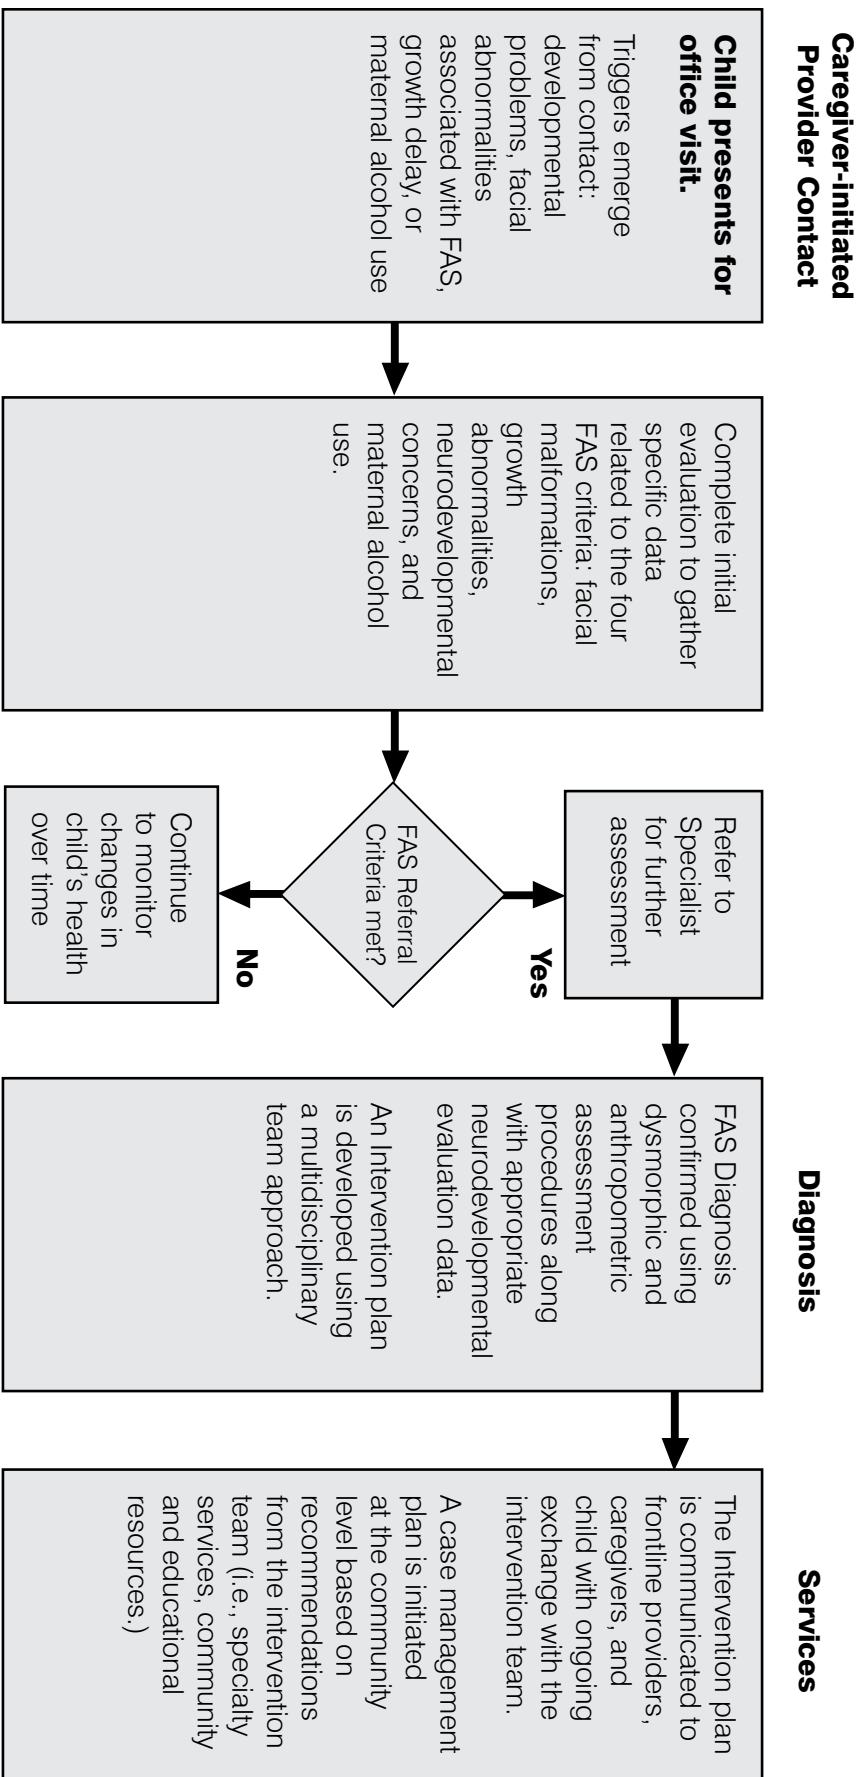 Caregiver-initiated
Provider Contact
Child presents for
office visit.
Triggers emerge
from contact:
developmental
problems, facial
abnormalities
associated with FAS,
growth delay, or
maternal alcohol use
Complete initial
evaluation to gather
specific data
related to the four
FAS criteria: facial
malformations,
growth
abnormalities,
neurodevelopmental
concerns, and
maternal alcohol
use.
FAS Referral
Criteria met?
Yes
Refer to
Specialist
for further
assessment
No
Continue
to monitor
changes in
child's health
over time
Diagnosis
FAS Diagnosis
confirmed using
dysmorphic and
anthropometric
assessment
procedures along
with appropriate
neurodevelopmental
evaluation data.
An Intervention plan
is developed using
a multidisciplinary
team approach.
Services
The Intervention plan
is communicated to
frontline providers,
caregivers, and
child with ongoing
exchange with the
intervention team.
A case management
plan is initiated
at the community
level based on
recommendations
from the intervention
team (i.e., specialty
services, community
and educational
resources.)